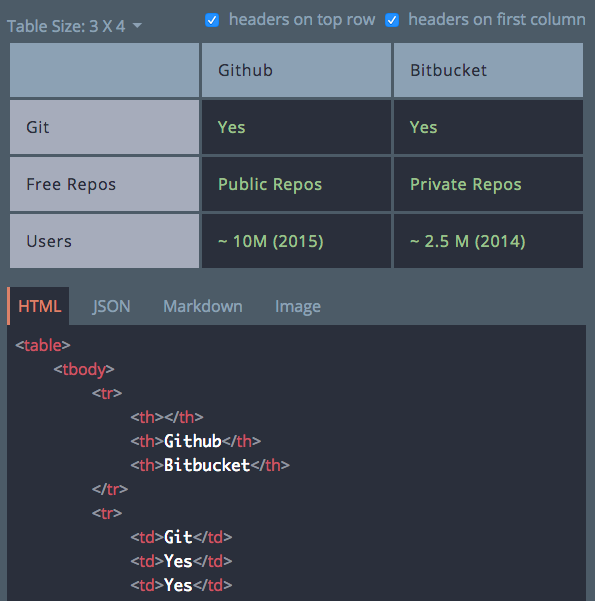 Table Size: 3 X 4 headers on top row headers on first column
Github Bitbucket
Git Yes Yes
Free Repos Public Repos Private Repos
Users ~ 10M (2015) ~ 2.5 M (2014)
HTML JSON Markdown Image
<table>
<tbody>
<tr>
<th></th>
<th>Github</th>
<th>Bitbucket</th>
</tr>
<tr>
<td>Git</td>
<td>Yes</td>
<td>Yes</td>